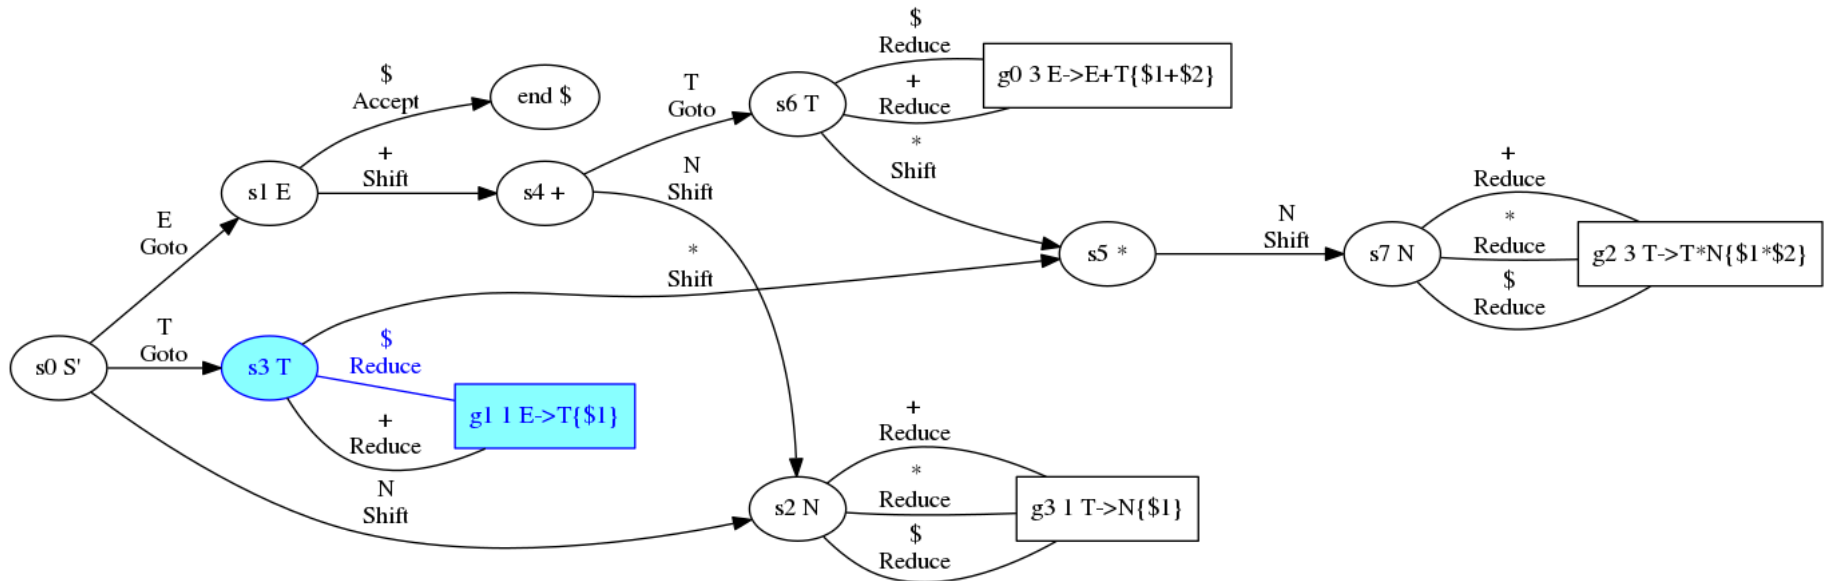 $
Reduce
g0 3 E->E+T{$1+$2}
+
Reduce
s6 T
T
Goto
$
Accept
end $
*
Shift
+
Shift
s1 E
s4 +
N
Shift
+
Reduce
E
Goto
*
Shift
s5 *
N
Shift
s7 N
*
Reduce
g2 3 T->T*N{$1*$2}
$
Reduce
T
Goto
s0 S'
s3 T
$
Reduce
g1 1 E->T{$1}
+
Reduce
N
Shift
+
Reduce
s2 N
*
Reduce
g3 1 T->N{$1}
$
Reduce